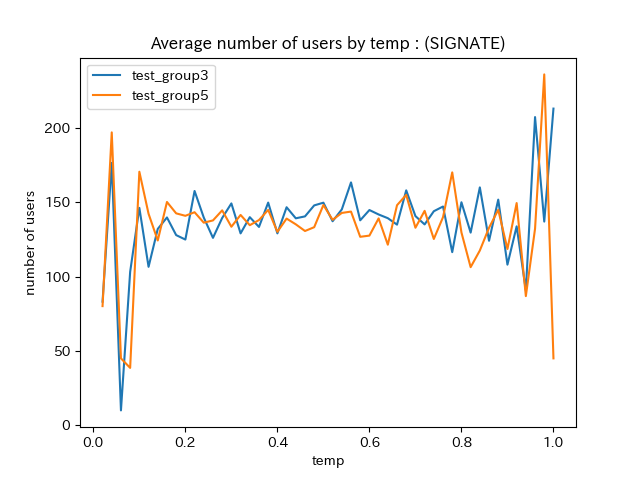 Average number of users by temp : (SIGNATE)
test_group3
test_group5
number of users
200
150
100
50
0
0.0 0.2 0.4 0.6 0.8 1.0
temp